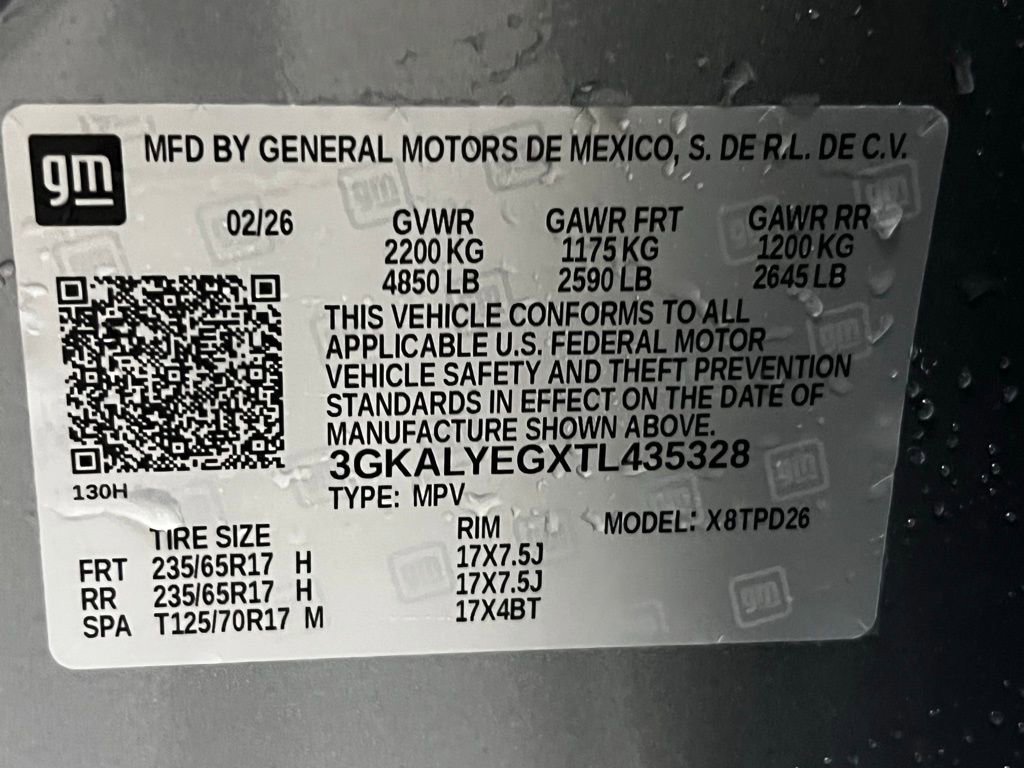 gm MFD BY GENERAL MOTORS DE MEXICO, S. DE R.L. DE C.V.
02/26 GVWR GAWR FRT GAWR RR
2200 KG 1175 KG 1200 KG
4850 LB 2590 LB 2645 LB
THIS VEHICLE CONFORMS TO ALL
APPLICABLE U.S. FEDERAL MOTOR
VEHICLE SAFETY AND THEFT PREVENTION
STANDARDS IN EFFECT ON THE DATE OF
MANUFACTURE SHOWN ABOVE.
3GKALYEGXTL435328
130H
TYPE: MPV
TIRE SIZE RIM MODEL: X8TPD26
FRT 235/65R17 H 17X7.5J
RR 235/65R17 H 17X7.5J
SPA T125/70R17 M 17X4BT